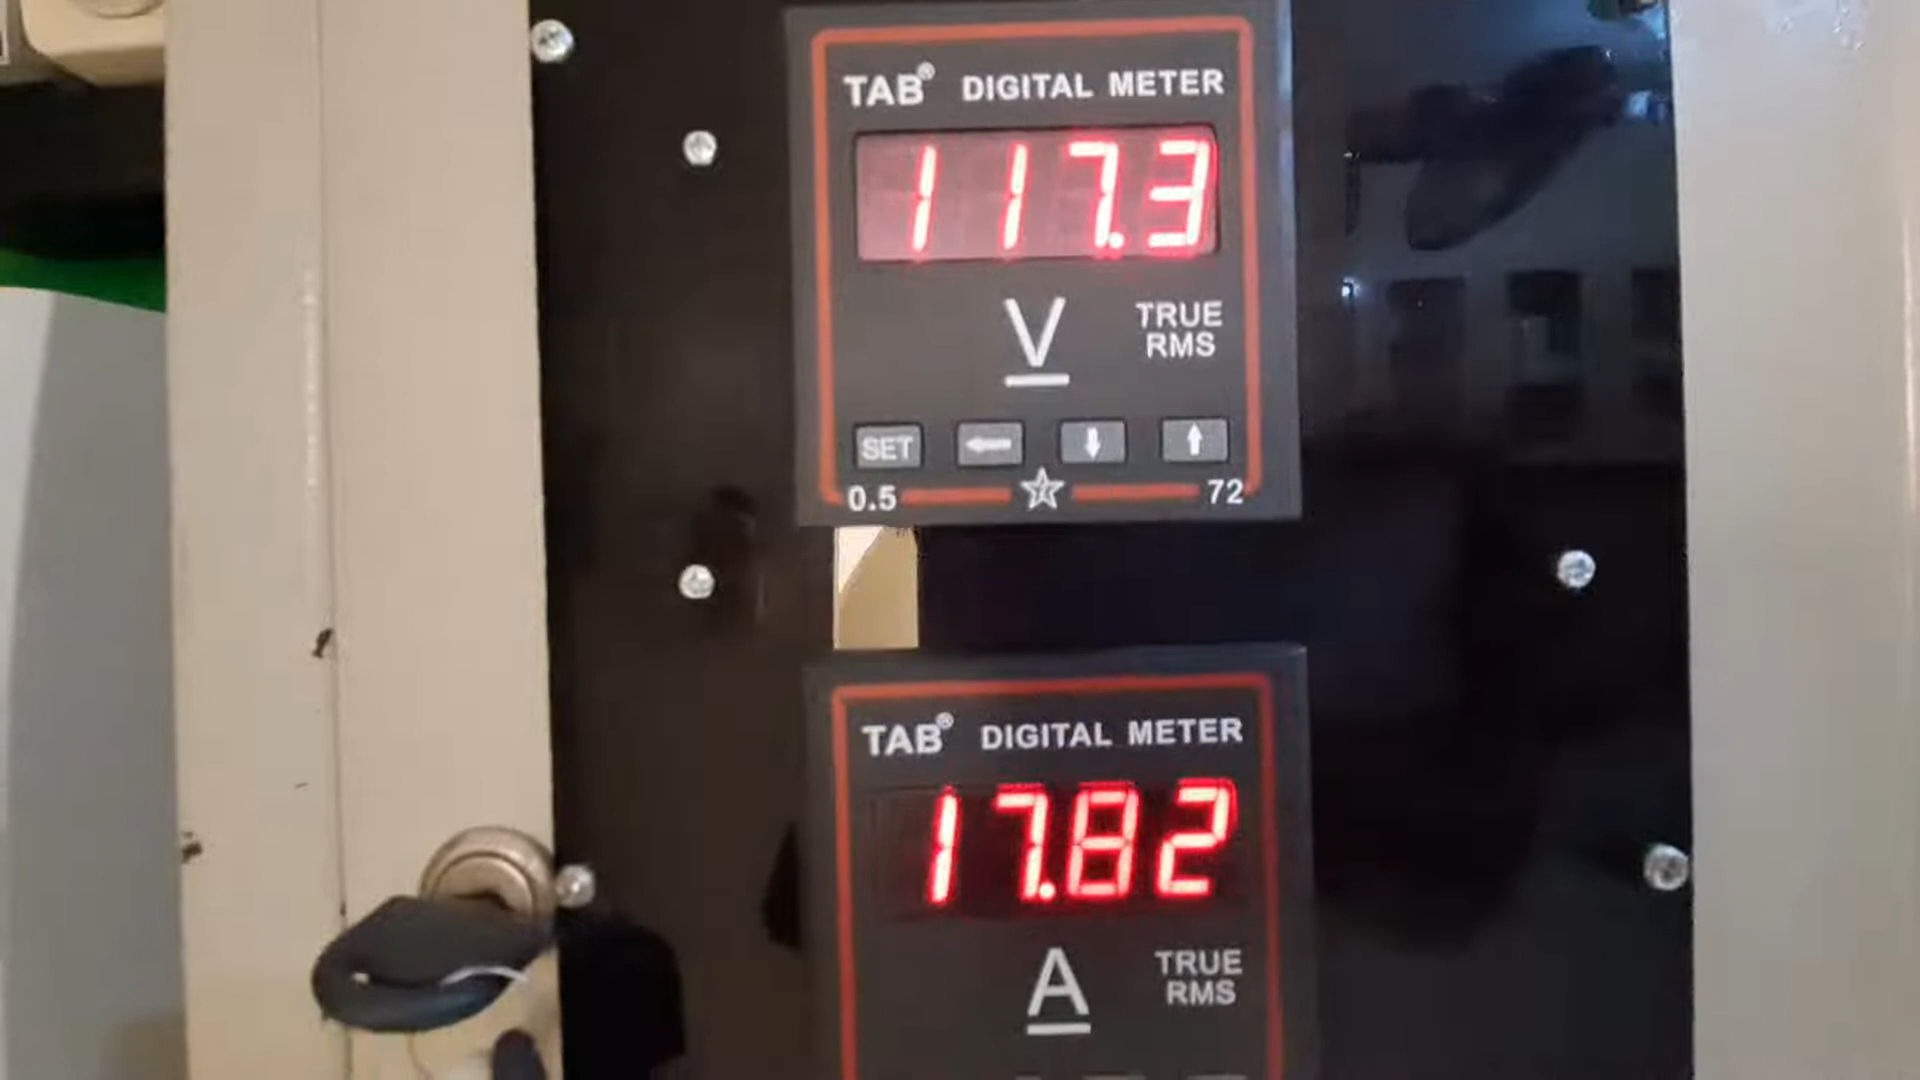 TAB® DIGITAL METER
117.3
V TRUE
RMS
SET
0.5 72
TAB® DIGITAL METER
17.82
A TRUE
RMS